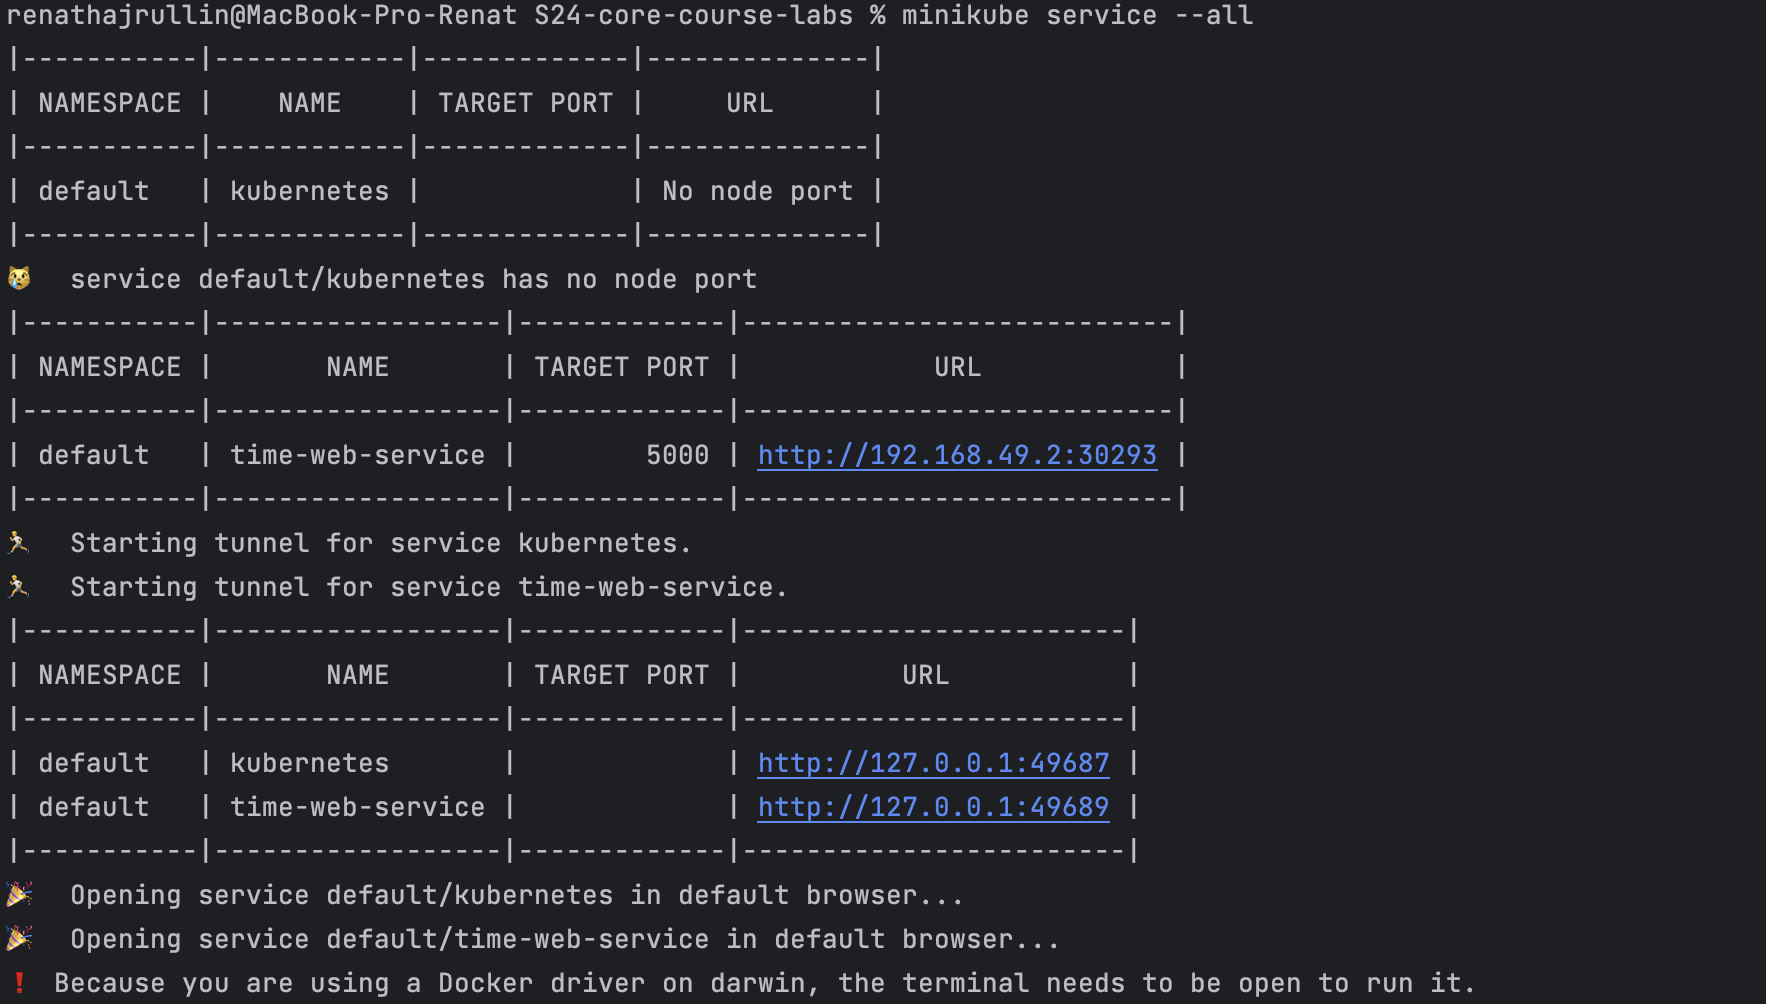 renathajrullin@MacBook-Pro-Renat S24-core-course-labs % minikube service --all
|-----------|------------|-------------|--------------|
| NAMESPACE |    NAME    | TARGET PORT |     URL      |
|-----------|------------|-------------|--------------|
| default   | kubernetes |             | No node port |
|-----------|------------|-------------|--------------|
😿  service default/kubernetes has no node port
|-----------|------------------|-------------|---------------------------|
| NAMESPACE |       NAME       | TARGET PORT |            URL            |
|-----------|------------------|-------------|---------------------------|
| default   | time-web-service |        5000 | http://192.168.49.2:30293 |
|-----------|------------------|-------------|---------------------------|
🏃  Starting tunnel for service kubernetes.
🏃  Starting tunnel for service time-web-service.
|-----------|------------------|-------------|------------------------|
| NAMESPACE |       NAME       | TARGET PORT |          URL           |
|-----------|------------------|-------------|------------------------|
| default   | kubernetes       |             | http://127.0.0.1:49687 |
| default   | time-web-service |             | http://127.0.0.1:49689 |
|-----------|------------------|-------------|------------------------|
🎉  Opening service default/kubernetes in default browser...
🎉  Opening service default/time-web-service in default browser...
❗  Because you are using a Docker driver on darwin, the terminal needs to be open to run it.